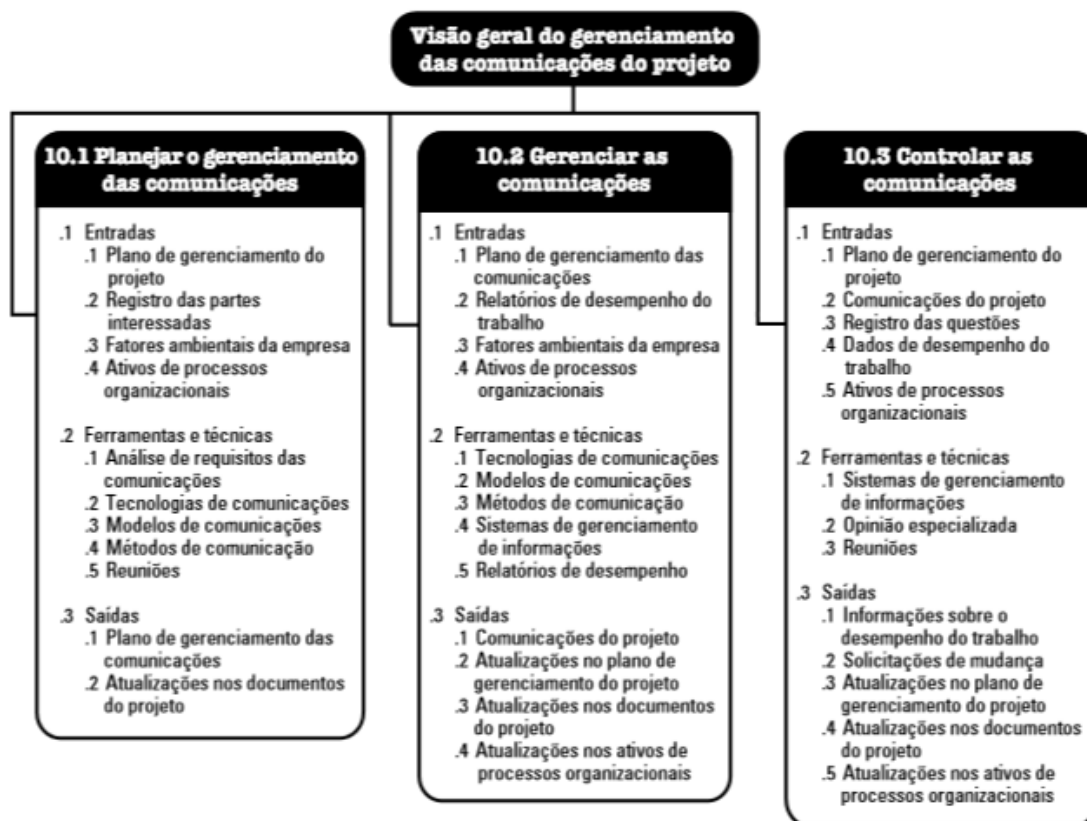 Visão geral do gerenciamento
das comunicações do projeto
10.1 Planejar o gerenciamento
das comunicações
.1 Entradas
.1 Plano de gerenciamento do
projeto
.2 Registro das partes
interessadas
.3 Fatores ambientais da empresa
.4 Ativos de processos
organizacionais
.2 Ferramentas e técnicas
.1 Análise de requisitos das
comunicações
.2 Tecnologias de comunicações
.3 Modelos de comunicações
.4 Métodos de comunicação
.5 Reuniões
.3 Saídas
.1 Plano de gerenciamento das
comunicações
.2 Atualizações nos documentos
do projeto
10.2 Gerenciar as
comunicações
.1 Entradas
.1 Plano de gerenciamento das
comunicações
.2 Relatórios de desempenho do
trabalho
.3 Fatores ambientais da empresa
.4 Ativos de processos
organizacionais
.2 Ferramentas e técnicas
.1 Tecnologias de comunicações
.2 Modelos de comunicações
.3 Métodos de comunicação
.4 Sistemas de gerenciamento
de informações
.5 Relatórios de desempenho
.3 Saídas
.1 Comunicações do projeto
.2 Atualizações no plano de
gerenciamento do projeto
.3 Atualizações nos documentos
do projeto
.4 Atualizações nos ativos de
processos organizacionais
10.3 Controlar as
comunicações
.1 Entradas
.1 Plano de gerenciamento do
projeto
.2 Comunicações do projeto
.3 Registro das questões
.4 Dados de desempenho do
trabalho
.5 Ativos de processos
organizacionais
.2 Ferramentas e técnicas
.1 Sistemas de gerenciamento
de informações
.2 Opinião especializada
.3 Reuniões
.3 Saídas
.1 Informações sobre o
desempenho do trabalho
.2 Solicitações de mudança
.3 Atualizações no plano de
gerenciamento do projeto
.4 Atualizações nos documentos
do projeto
.5 Atualizações nos ativos de
processos organizacionais